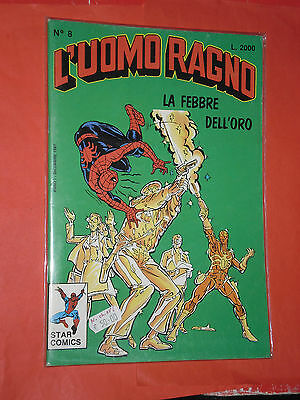 N° 8
L. 2000
L'UOMO RAGNO
LA FEBBRE
DELL'ORO
STAR
COMICS